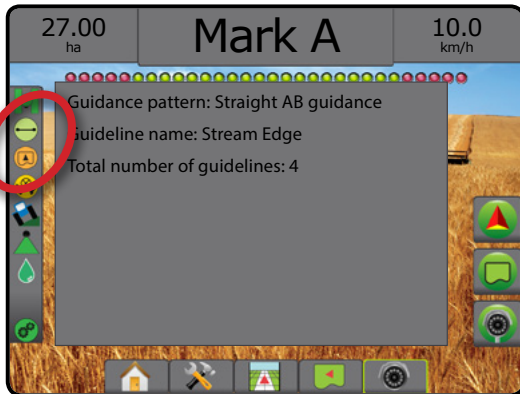 27.00
ha
Mark A
10.0
km/h
Guidance pattern: Straight AB guidance
Guideline name: Stream Edge
Total number of guidelines: 4